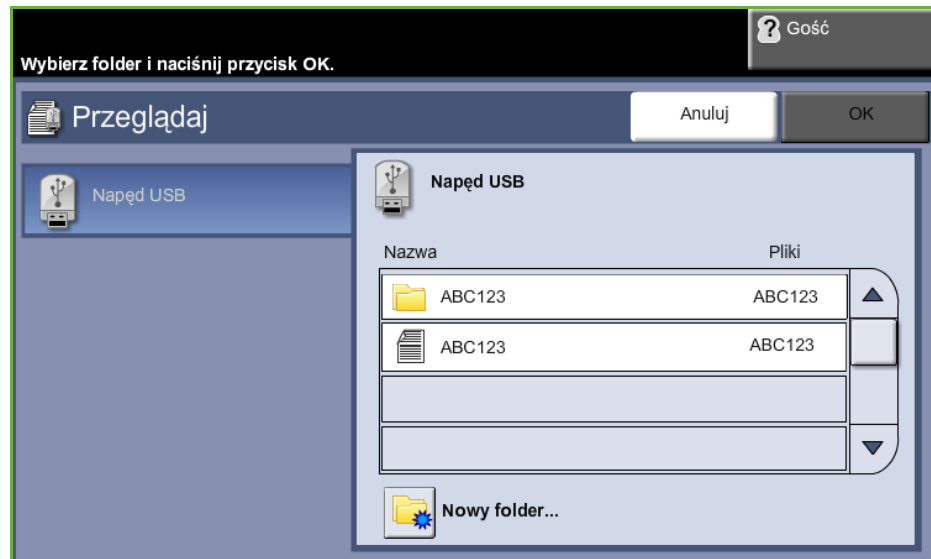 Gość
Wybierz folder i naciśnij przycisk OK.
Przeglądaj
Anuluj
OK
Napęd USB
Napęd USB
Nazwa
Pliki
ABC123
ABC123
ABC123
ABC123
Nowy folder...